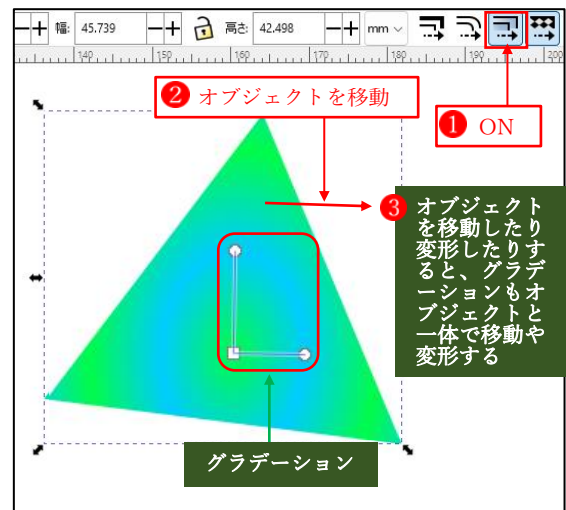 幅: 45.739 高さ: 42.498 mm
140 150 160 170 180 190 200
2 オブジェクトを移動
1 ON
3 オブジェクト
を移動したり
変形したりす
ると、グラデ
ーションもオ
ブジェクトと
一体で移動や
変形する
グラデーション